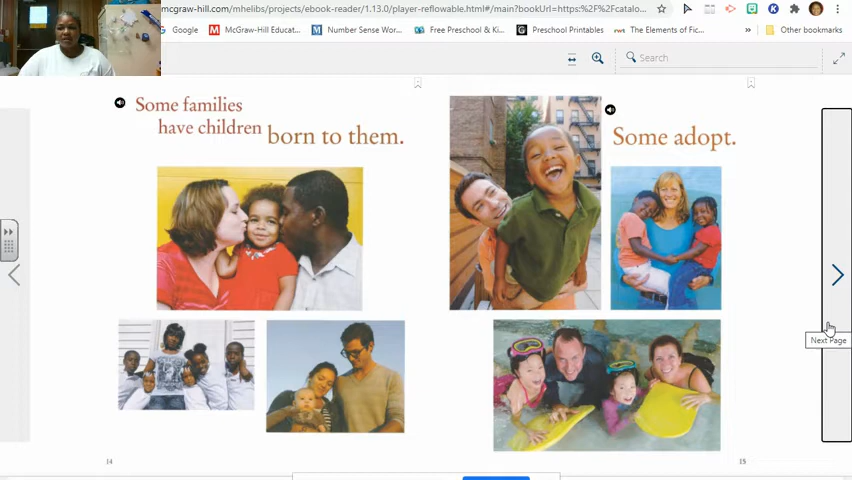 mcgraw-hill.com/mhelibs/projects/ebook-reader/1.13.0/player-reflowable.html#/main?bookUrl=https:%2F%2Fcatalo...
Google
McGraw-Hill Educat...
Number Sense Wor...
Free Preschool & Ki...
Preschool Printables
The Elements of Fic...
»
Other bookmarks
Search
Some families
have children born to them.
Some adopt.
Next Page
14
15